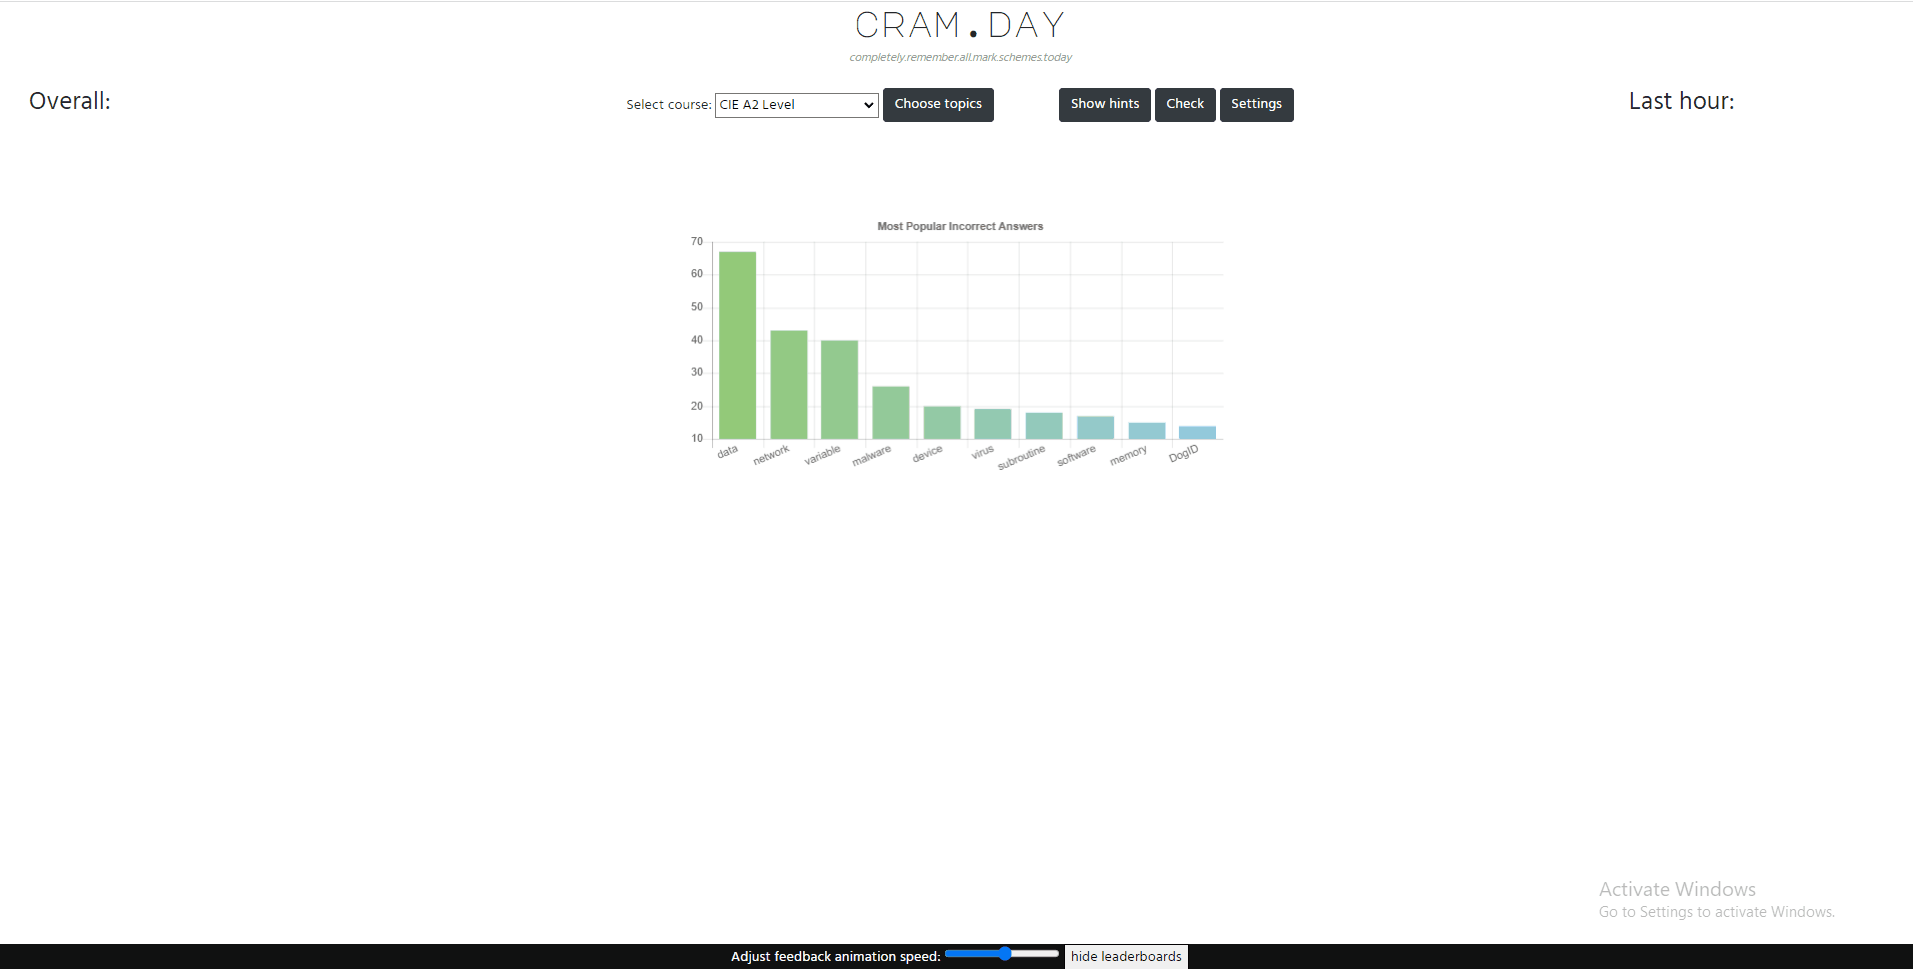 CRAM.DAY
completely.remember.all.mark.schemes.today
Overall:
Select course: CIE A2 Level Choose topics Show hints Check Settings
Last hour:
Most Popular Incorrect Answers
70
60
50
40
30
20
10
data network variable malware device virus subroutine software memory DogID
Activate Windows
Go to Settings to activate Windows.
Adjust feedback animation speed: hide leaderboards